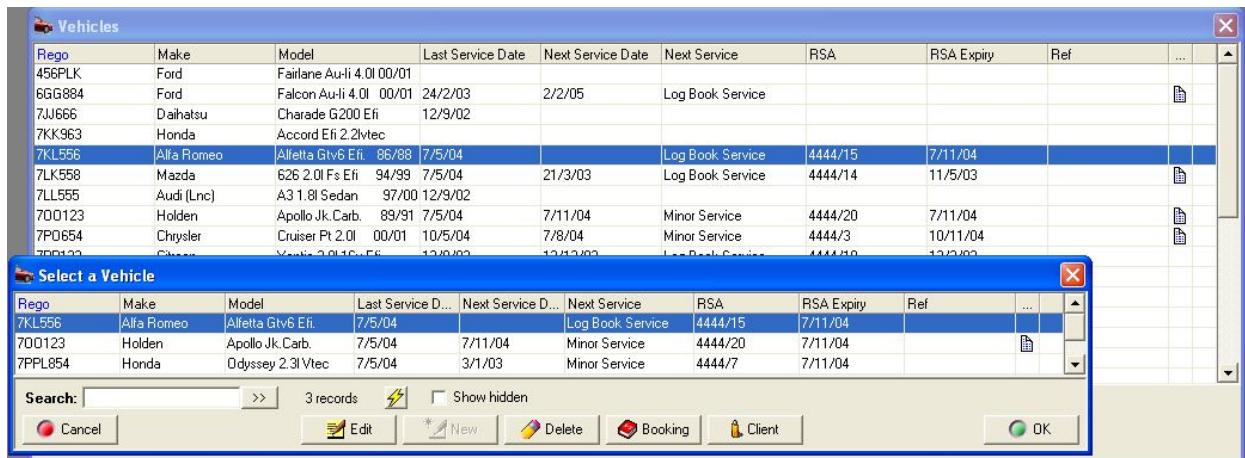 Vehicles
Rego Make Model Last Service Date Next Service Date Next Service RSA RSA Expiry Ref ...
456PLK Ford Fairlane Au-Ii 4.0l 00/01
6GG884 Ford Falcon Au-Ii 4.0l 00/01 24/2/03 2/2/05 Log Book Service
7JJ666 Daihatsu Charade G200 Efi 12/9/02
7KK963 Honda Accord Efi 2.2lvtec
7KL556 Alfa Romeo Alfetta Gtv6 Efi. 86/88 7/5/04 Log Book Service 4444/15 7/11/04
7LK558 Mazda 626 2.0l Fs Efi 94/99 7/5/04 21/3/03 Log Book Service 4444/14 11/5/03
7LL555 Audi (Lnc) A3 1.8l Sedan 97/00 12/9/02
7OO123 Holden Apollo Jk.Carb. 89/91 7/5/04 7/11/04 Minor Service 4444/20 7/11/04
7PO654 Chrysler Cruiser Pt 2.0l 00/01 10/5/04 7/8/04 Minor Service 4444/3 10/11/04
Select a Vehicle
Rego Make Model Last Service D... Next Service D... Next Service RSA RSA Expiry Ref ...
7KL556 Alfa Romeo Alfetta Gtv6 Efi. 7/5/04 Log Book Service 4444/15 7/11/04
7OO123 Holden Apollo Jk.Carb. 7/5/04 7/11/04 Minor Service 4444/20 7/11/04
7PPL854 Honda Odyssey 2.3l Vtec 7/5/04 3/1/03 Minor Service 4444/7 7/11/04
Search: >> 3 records Show hidden
Cancel Edit New Delete Booking Client OK